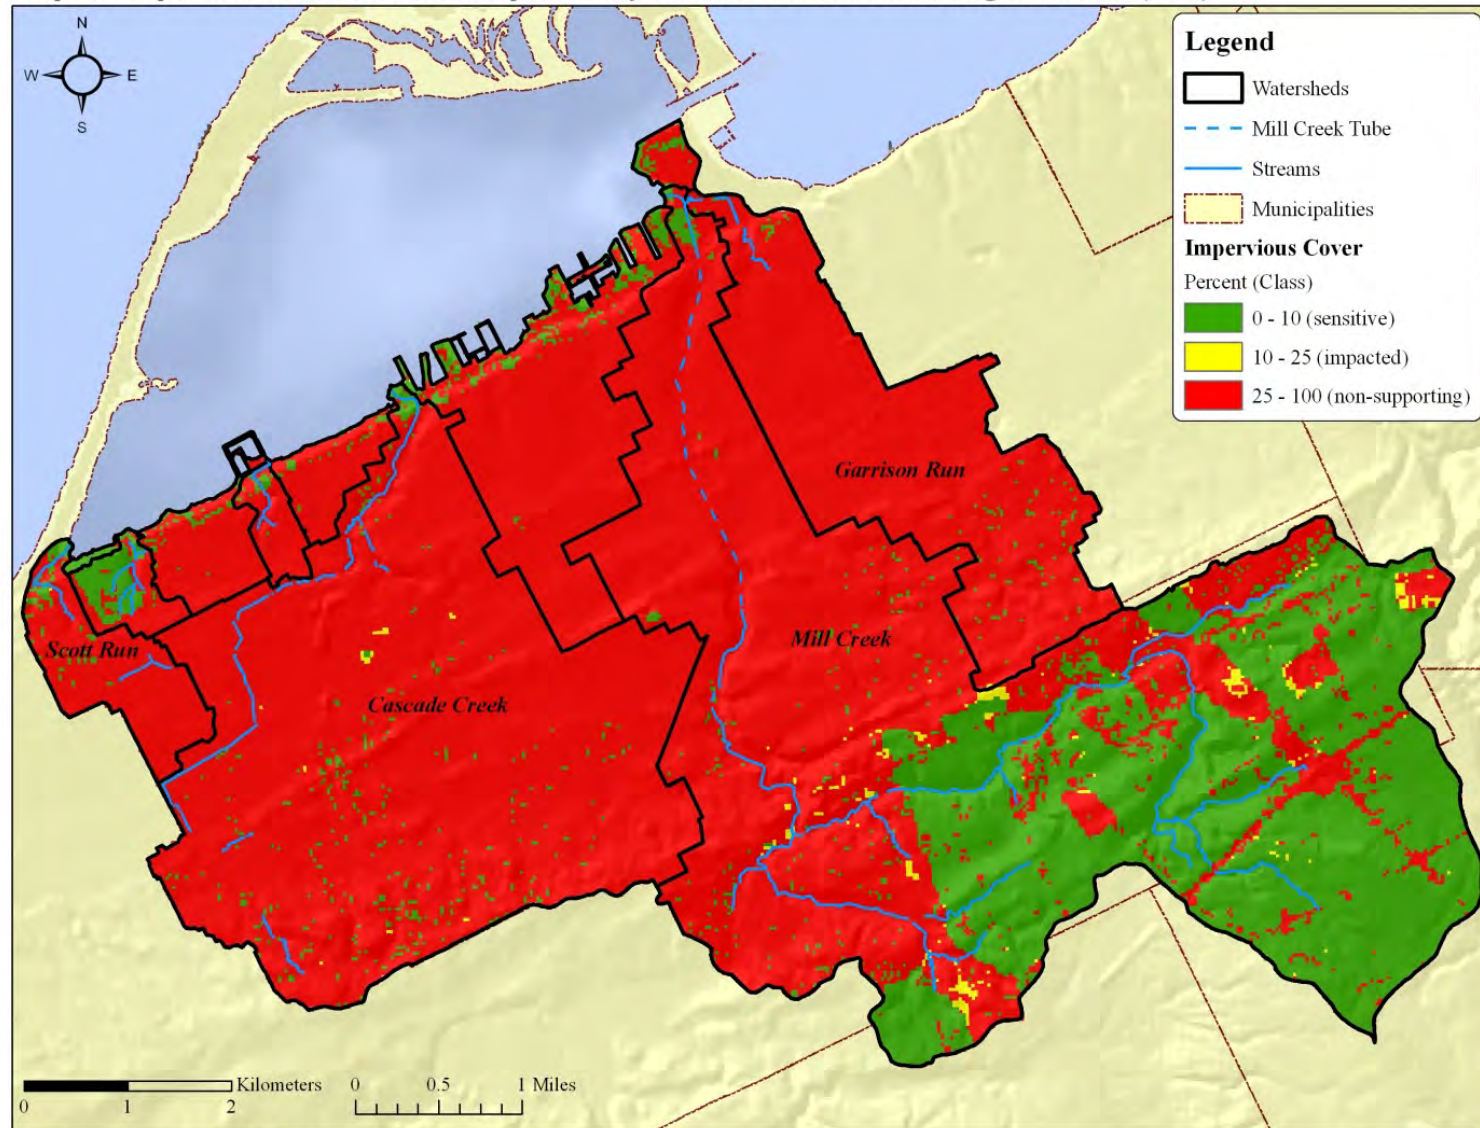 N
W E
S
Legend
Watersheds
Mill Creek Tube
Streams
Municipalities
Impervious Cover
Percent (Class)
0 - 10 (sensitive)
10 - 25 (impacted)
25 - 100 (non-supporting)
Garrison Run
Mill Creek
Scott Run
Cascade Creek
Kilometers 0 0.5 1 Miles
0 1 2